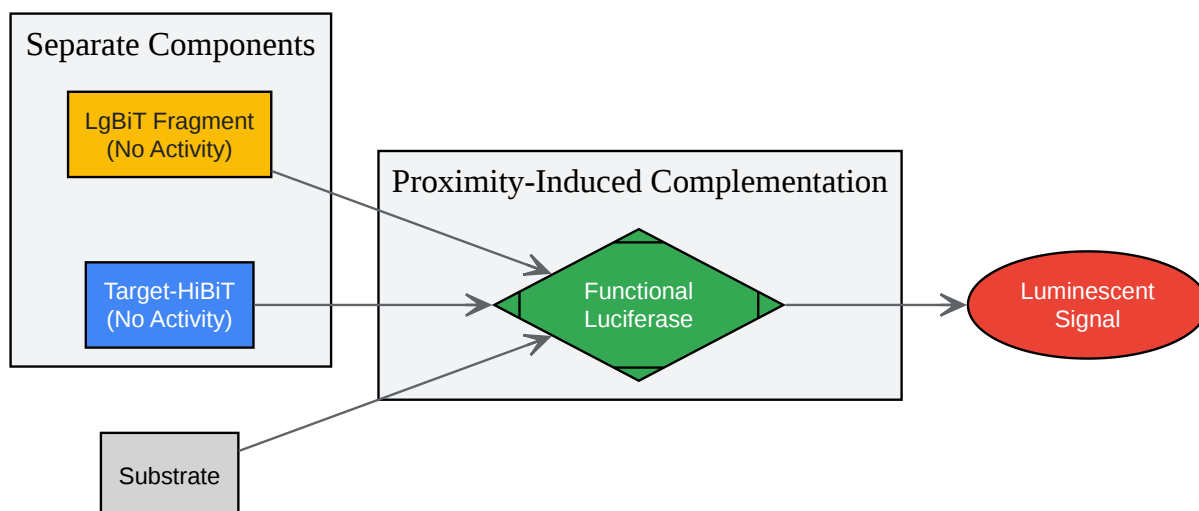 Separate Components
LgBiT Fragment
(No Activity)
Target-HiBiT
(No Activity)
Substrate
Proximity-Induced Complementation
Functional
Luciferase
Luminescent
Signal